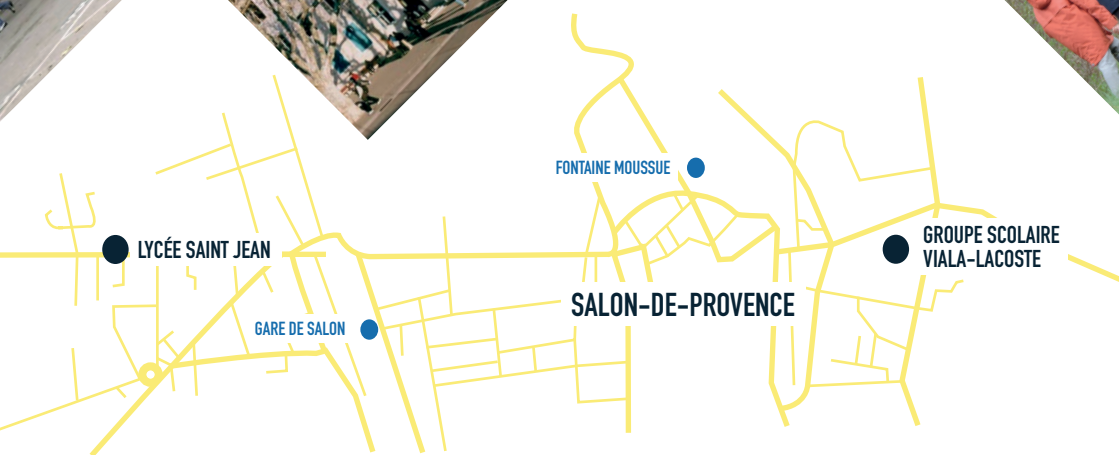 FONTAINE MOUSSUE
LYCÉE SAINT JEAN
GROUPE SCOLAIRE
VIALA-LACOSTE
SALON-DE-PROVENCE
GARE DE SALON